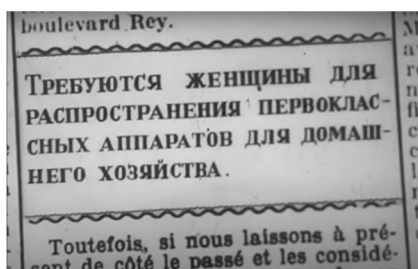 boulevard Rey.
ТРЕБУЮТСЯ ЖЕНЩИНЫ ДЛЯ
РАСПРОСТРАНЕНИЯ ПЕРВОКЛАС-
СНЫХ АППАРАТОВ ДЛЯ ДОМАШ-
НЕГО ХОЗЯЙСТВА.
Toutefois, si nous laissons à pré-
sent de côté le passé et les considé-